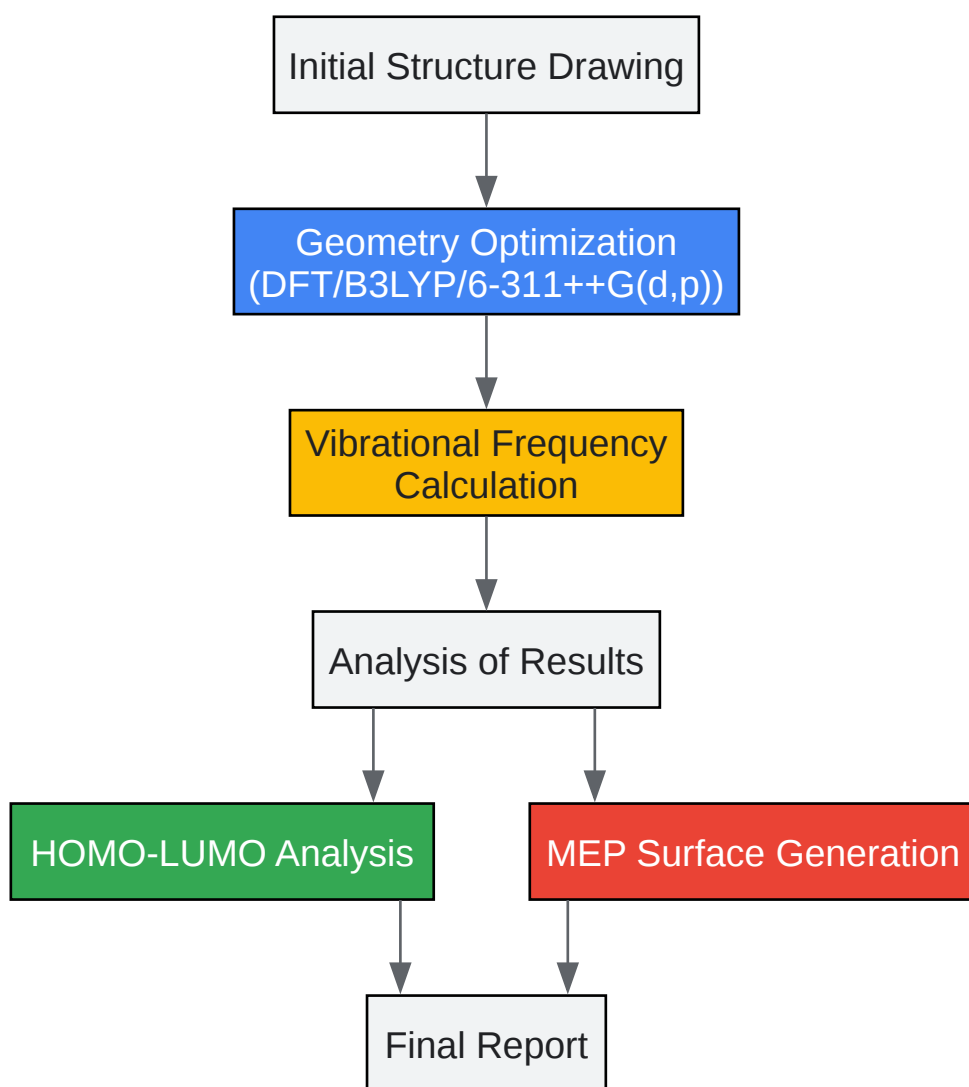 Initial Structure Drawing
Geometry Optimization
(DFT/B3LYP/6-311++G(d,p))
Vibrational Frequency
Calculation
Analysis of Results
HOMO-LUMO Analysis
MEP Surface Generation
Final Report